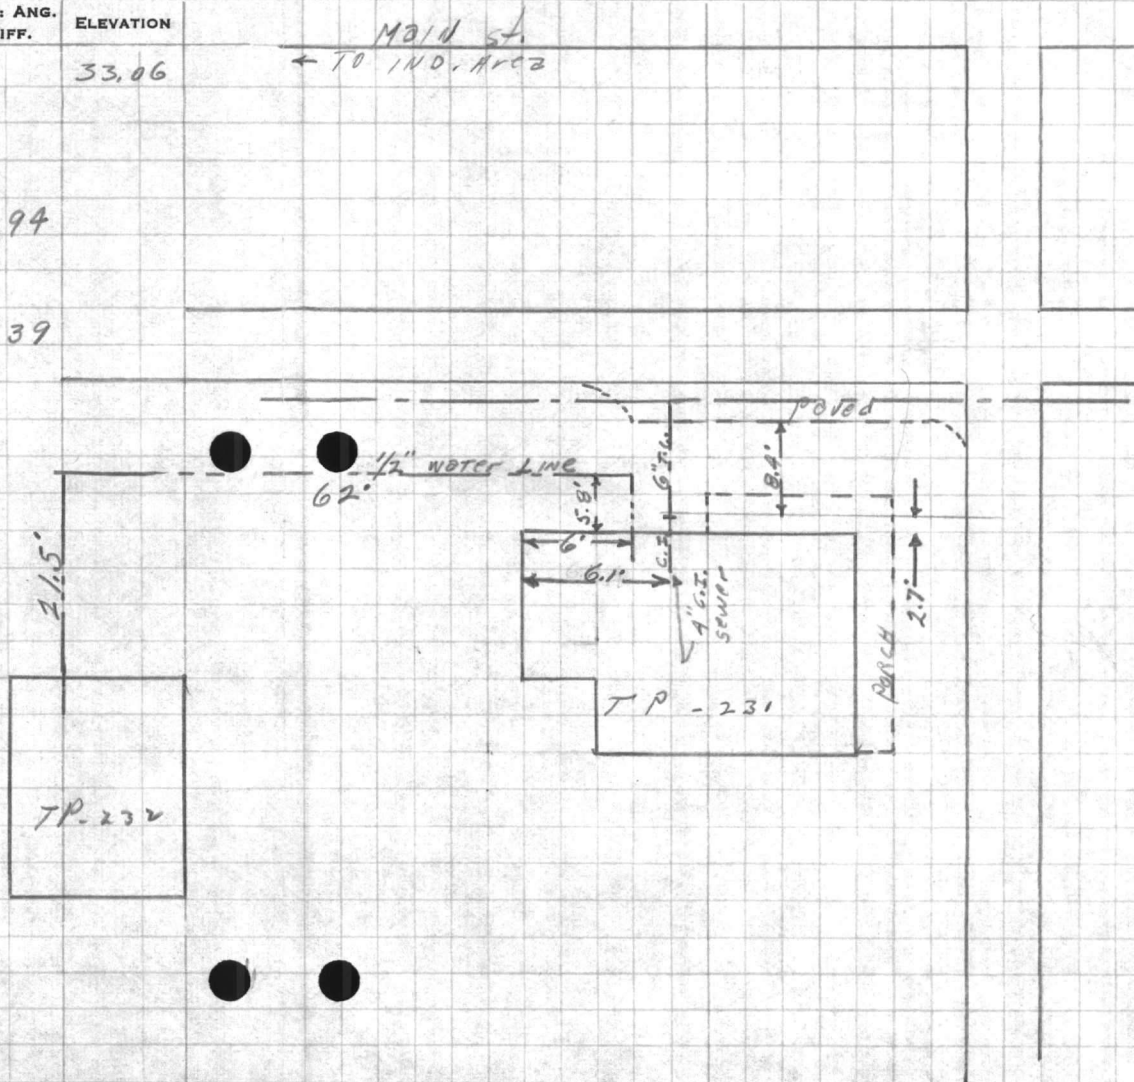 : ANG.
IFF.
ELEVATION
33.06
94
39
MAIN st.
← TO IND. Area
paved
1/2" water LINE
62'
5.8'
6" T.C.
8.4'
21.5'
6'
C.I.
6.1'
4" C.I.
sewer
2.7'
PORCH
TP-231
TP-232